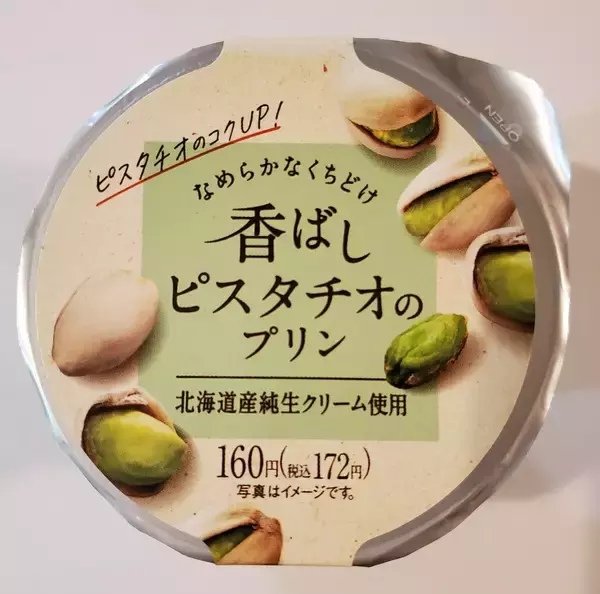 ピスタチオのコクUP!
なめらかなくちどけ
香ばし
ピスタチオの
プリン
北海道産純生クリーム使用
160円(税込172円)
写真はイメージです。
OPEN